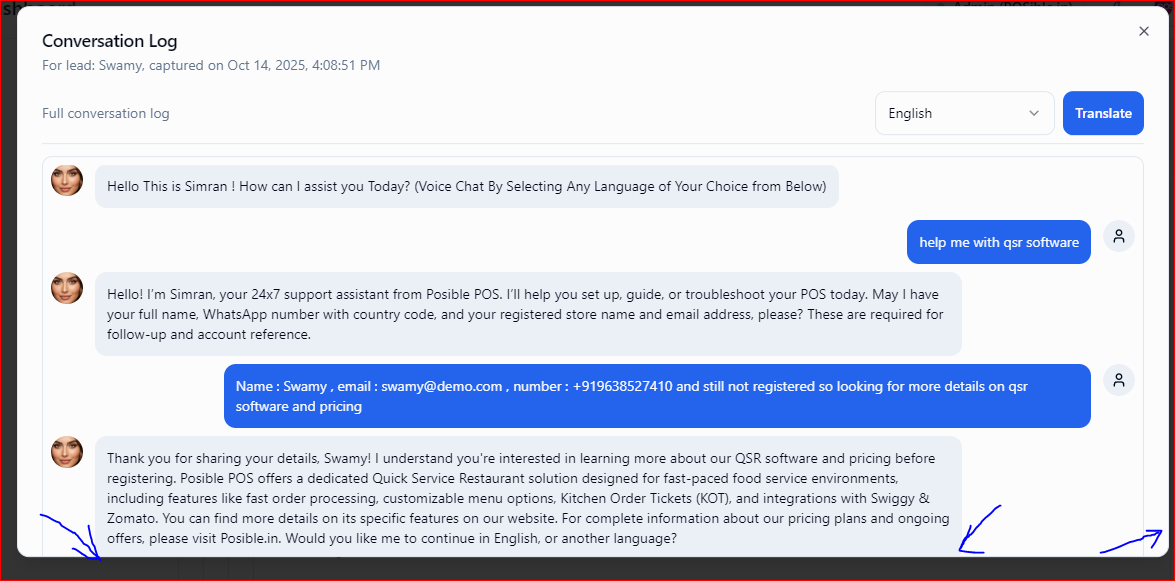 Conversation Log
For lead: Swamy, captured on Oct 14, 2025, 4:08:51 PM
Full conversation log
English
Translate
Hello This is Simran ! How can I assist you Today? (Voice Chat By Selecting Any Language of Your Choice from Below)
help me with qsr software
Hello! I'm Simran, your 24x7 support assistant from Posible POS. I'll help you set up, guide, or troubleshoot your POS today. May I have
your full name, WhatsApp number with country code, and your registered store name and email address, please? These are required for
follow-up and account reference.
Name : Swamy , email : swamy@demo.com , number : +919638527410 and still not registered so looking for more details on qsr
software and pricing
Thank you for sharing your details, Swamy! I understand you're interested in learning more about our QSR software and pricing before
registering. Posible POS offers a dedicated Quick Service Restaurant solution designed for fast-paced food service environments,
including features like fast order processing, customizable menu options, Kitchen Order Tickets (KOT), and integrations with Swiggy &
Zomato. You can find more details on its specific features on our website. For complete information about our pricing plans and ongoing
offers, please visit Posible.in. Would you like me to continue in English, or another language?